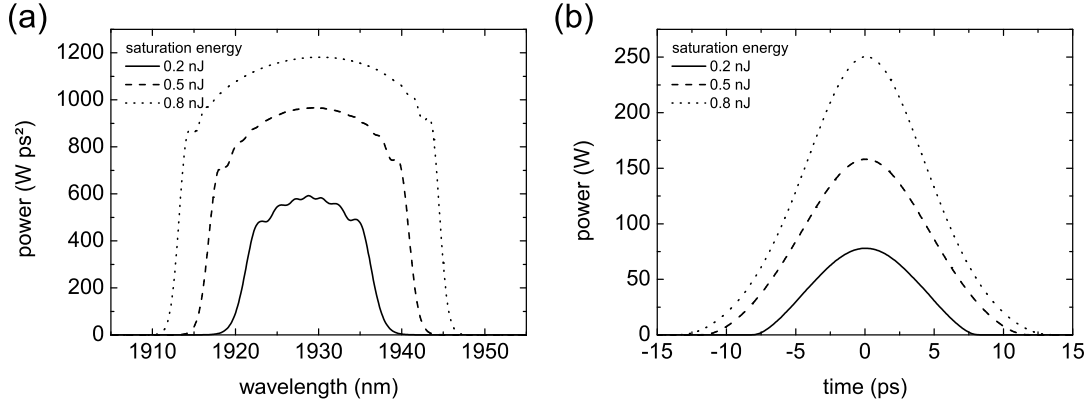 (a)
saturation energy
0.2 nJ
0.5 nJ
0.8 nJ
power (W ps²)
1200
1000
800
600
400
200
0
1910 1920 1930 1940 1950
wavelength (nm)
(b)
saturation energy
0.2 nJ
0.5 nJ
0.8 nJ
power (W)
250
200
150
100
50
0
-15 -10 -5 0 5 10 15
time (ps)